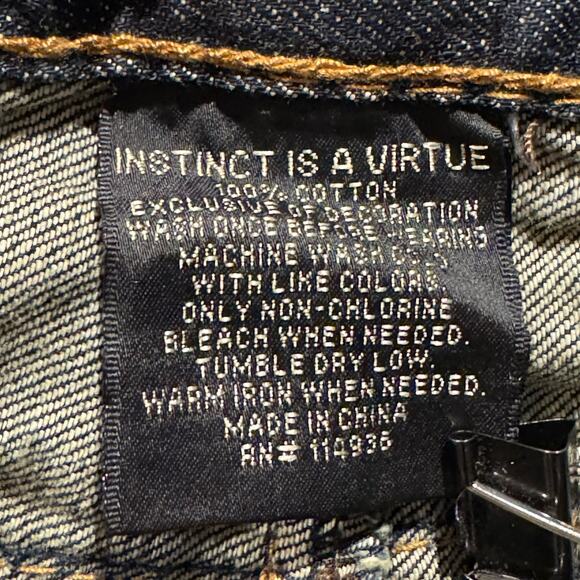 INSTINCT IS A VIRTUE
100% COTTON
EXCLUSIVE OF DECORATION
WASH ONCE BEFORE WEARING
MACHINE WASH
WITH LIKE COLORS.
ONLY NON-CHLORINE
BLEACH WHEN NEEDED.
TUMBLE DRY LOW.
WARM IRON WHEN NEEDED.
MADE IN CHINA
RN# 114936